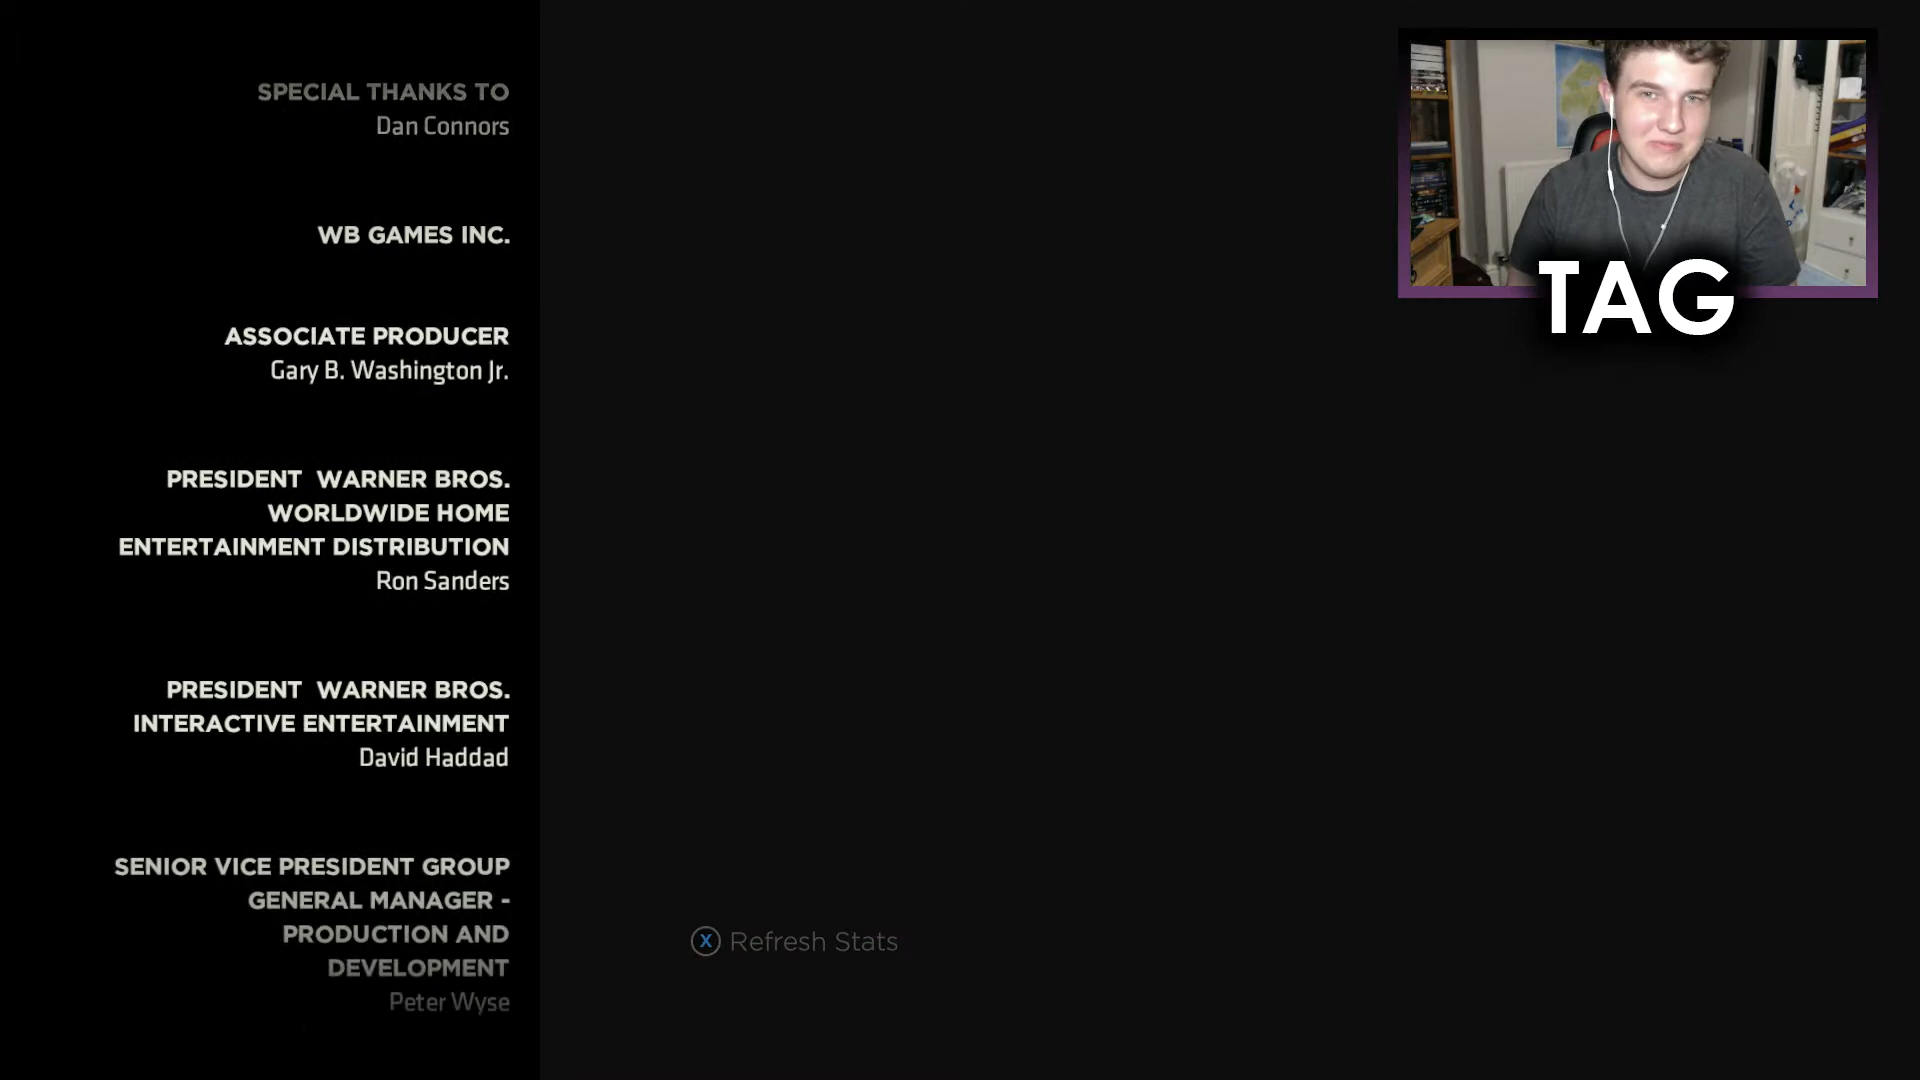 SPECIAL THANKS TO
Dan Connors
WB GAMES INC.
ASSOCIATE PRODUCER
Gary B. Washington Jr.
PRESIDENT WARNER BROS.
WORLDWIDE HOME
ENTERTAINMENT DISTRIBUTION
Ron Sanders
PRESIDENT WARNER BROS.
INTERACTIVE ENTERTAINMENT
David Haddad
SENIOR VICE PRESIDENT GROUP
GENERAL MANAGER -
PRODUCTION AND
DEVELOPMENT
Peter Wyse
X Refresh Stats
TAG